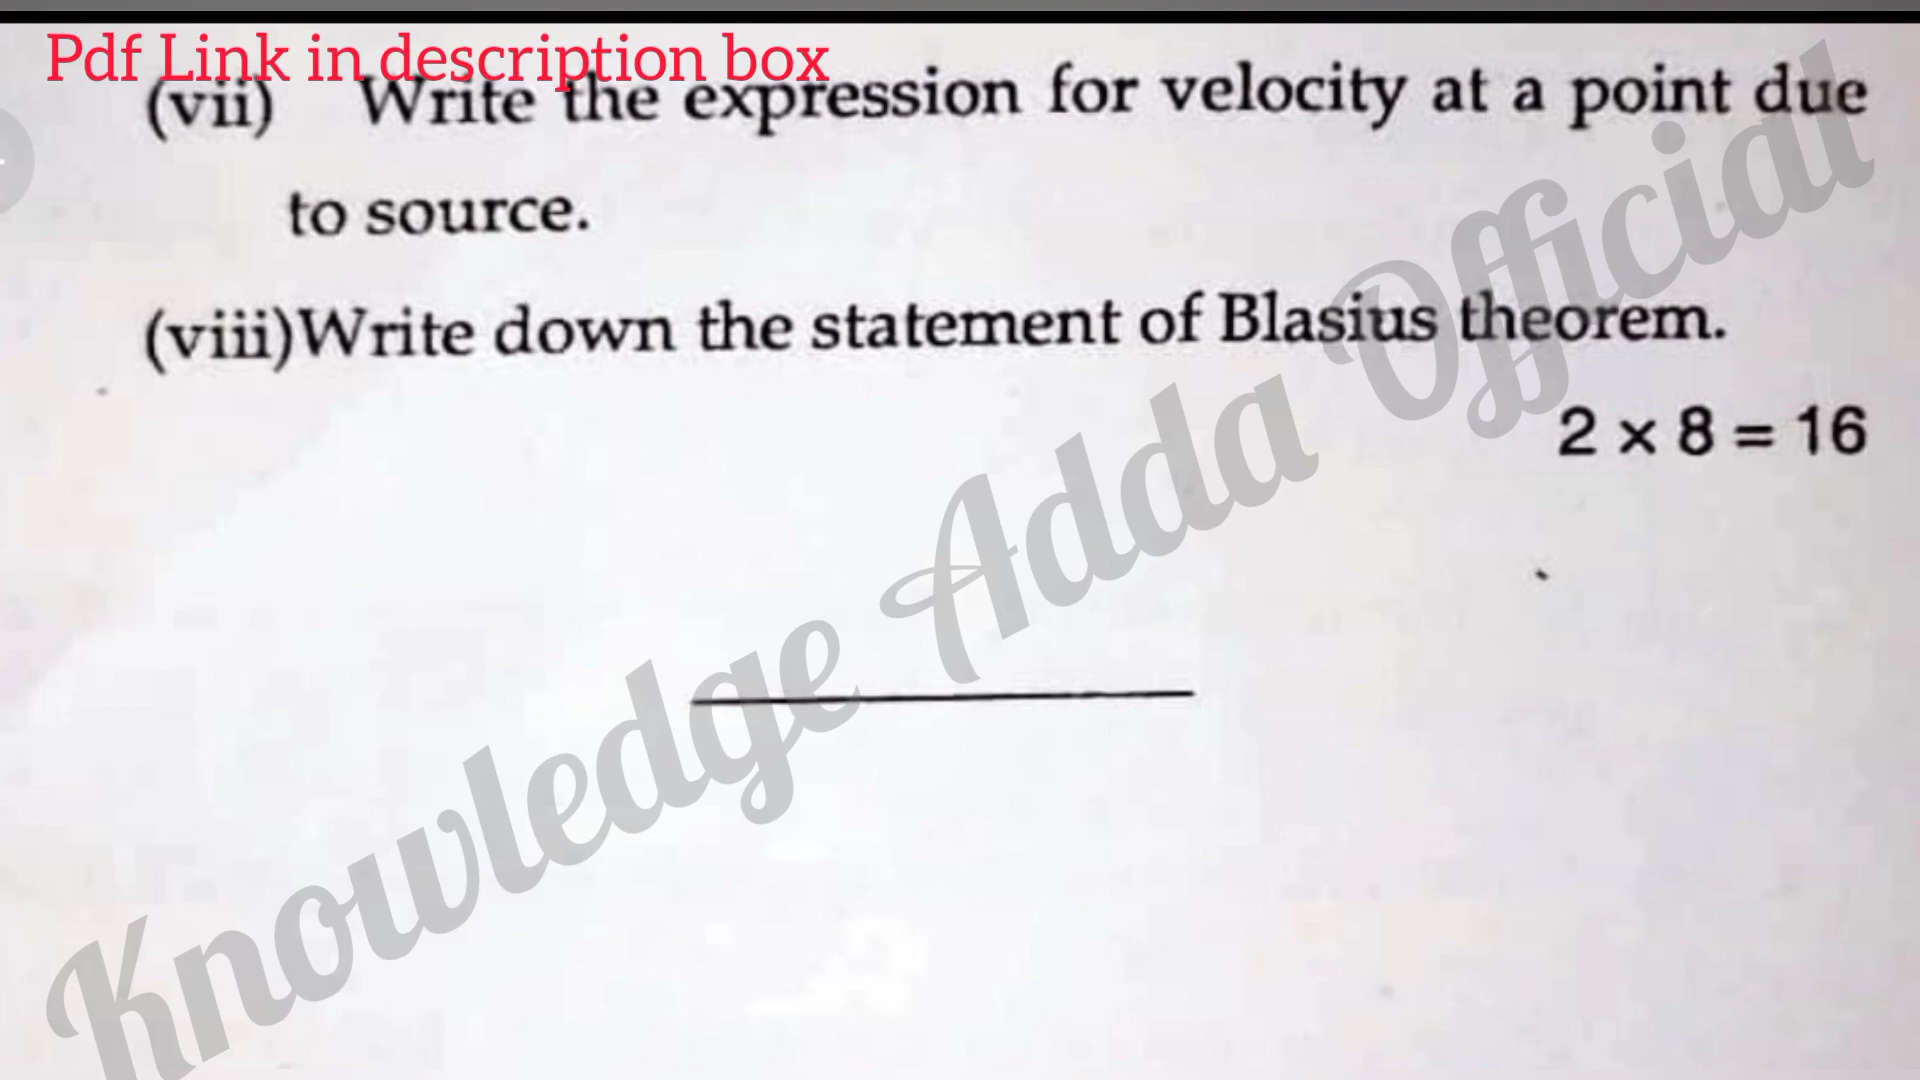 Pdf Link in description box
(vii) Write the expression for velocity at a point due
to source.
(viii)Write down the statement of Blasius theorem.
2 × 8 = 16
Knowledge Adda Official